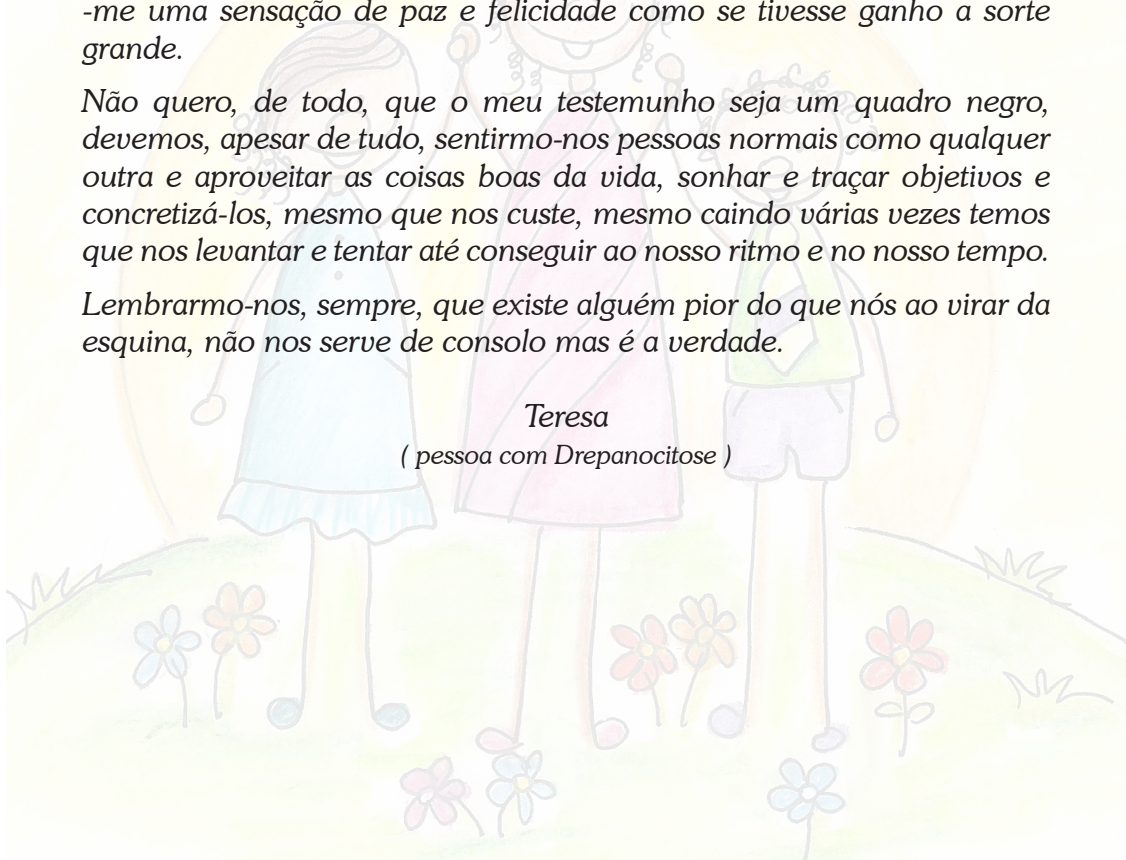 -me uma sensação de paz e felicidade como se tivesse ganho a sorte
grande.
Não quero, de todo, que o meu testemunho seja um quadro negro,
devemos, apesar de tudo, sentirmo-nos pessoas normais como qualquer
outra e aproveitar as coisas boas da vida, sonhar e traçar objetivos e
concretizá-los, mesmo que nos custe, mesmo caindo várias vezes temos
que nos levantar e tentar até conseguir ao nosso ritmo e no nosso tempo.
Lembrarmo-nos, sempre, que existe alguém pior do que nós ao virar da
esquina, não nos serve de consolo mas é a verdade.
Teresa
( pessoa com Drepanocitose )